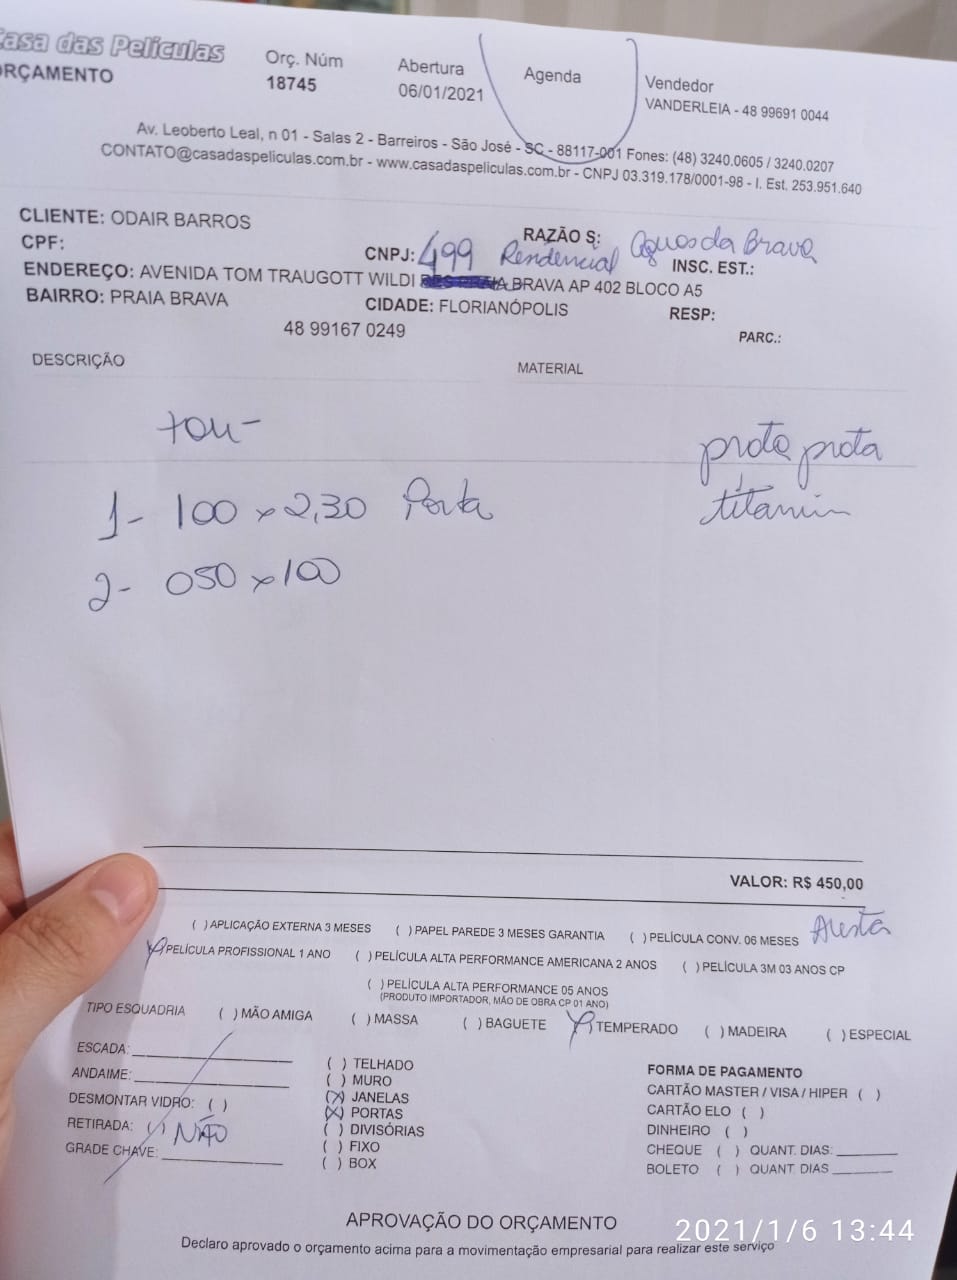 Casa das Películas
ORÇAMENTO
Orç. Núm
18745
Abertura
06/01/2021
Agenda
Vendedor
VANDERLEIA - 48 99691 0044
Av. Leoberto Leal, n 01 - Salas 2 - Barreiros - São José - SC - 88117-001 Fones: (48) 3240.0605 / 3240.0207
CONTATO@casadaspeliculas.com.br - www.casadaspeliculas.com.br - CNPJ 03.319.178/0001-98 - I. Est. 253.951.640
CLIENTE: ODAIR BARROS
RAZÃO S:
CPF:
CNPJ: 499 Residencial Aguas da Brava
INSC. EST.:
ENDEREÇO: AVENIDA TOM TRAUGOTT WILDI BRAVA AP 402 BLOCO A5
BAIRRO: PRAIA BRAVA
CIDADE: FLORIANÓPOLIS
RESP:
48 99167 0249
PARC.:
DESCRIÇÃO
MATERIAL
prata prata
1- 100 x 2,30 Porta
titanium
2- 050 x 100
VALOR: R$ 450,00
( ) APLICAÇÃO EXTERNA 3 MESES ( ) PAPEL PAREDE 3 MESES GARANTIA ( ) PELÍCULA CONV. 06 MESES
(X) PELÍCULA PROFISSIONAL 1 ANO ( ) PELÍCULA ALTA PERFORMANCE AMERICANA 2 ANOS ( ) PELÍCULA 3M 03 ANOS CP
( ) PELÍCULA ALTA PERFORMANCE 05 ANOS
(PRODUTO IMPORTADOR, MÃO DE OBRA CP 01 ANO)
TIPO ESQUADRIA ( ) MÃO AMIGA ( ) MASSA ( ) BAGUETE (X) TEMPERADO ( ) MADEIRA ( ) ESPECIAL
ESCADA:
ANDAIME:
DESMONTAR VIDRO: ( )
RETIRADA: ( ) NÃO
GRADE CHAVE:
( ) TELHADO
( ) MURO
(X) JANELAS
(X) PORTAS
( ) DIVISÓRIAS
( ) FIXO
( ) BOX
FORMA DE PAGAMENTO
CARTÃO MASTER / VISA / HIPER ( )
CARTÃO ELO ( )
DINHEIRO ( )
CHEQUE ( ) QUANT. DIAS:
BOLETO ( ) QUANT. DIAS
APROVAÇÃO DO ORÇAMENTO
Declaro aprovado o orçamento acima para a movimentação empresarial para realizar este serviço
2021/1/6 13:44